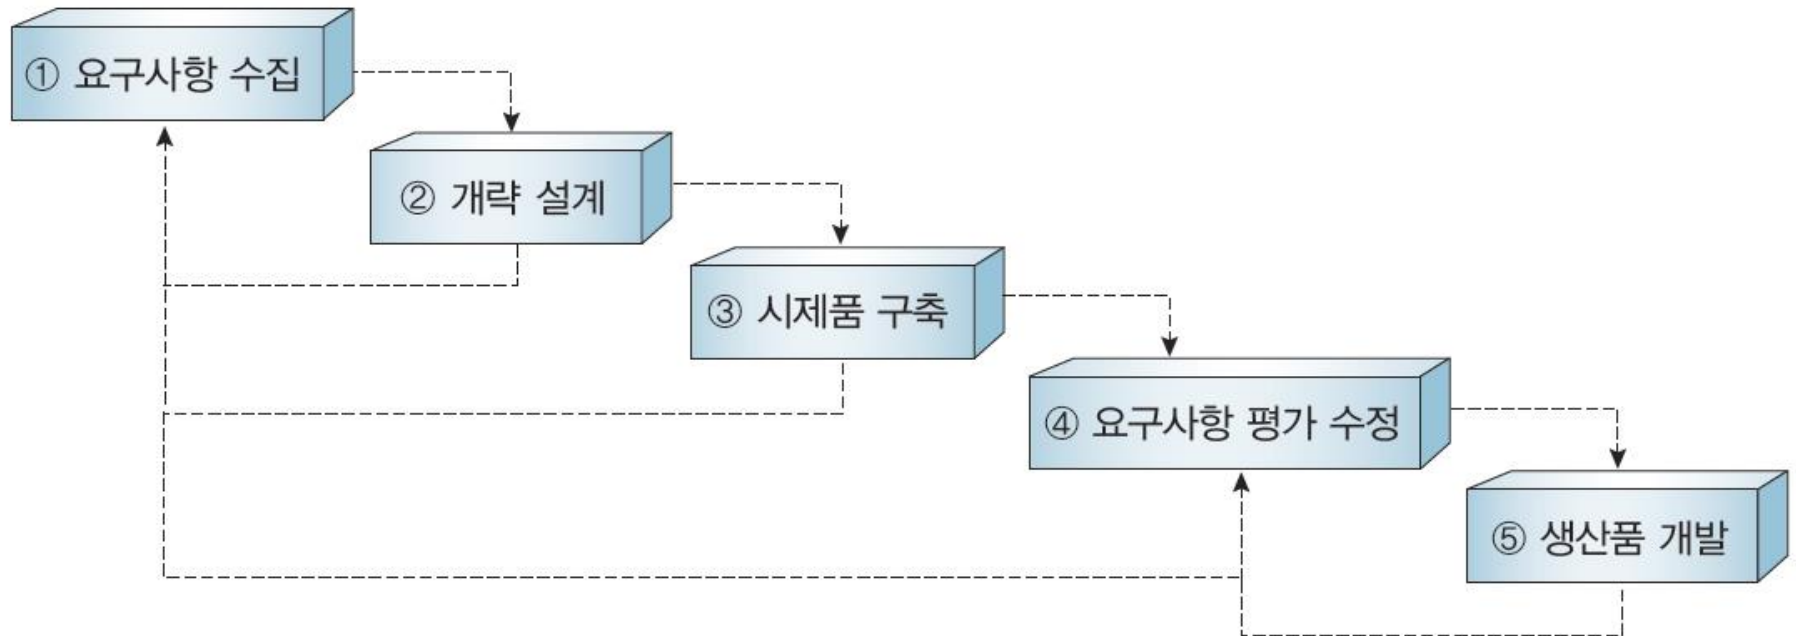 ① 요구사항 수집
② 개략 설계
③ 시제품 구축
④ 요구사항 평가 수정
⑤ 생산품 개발